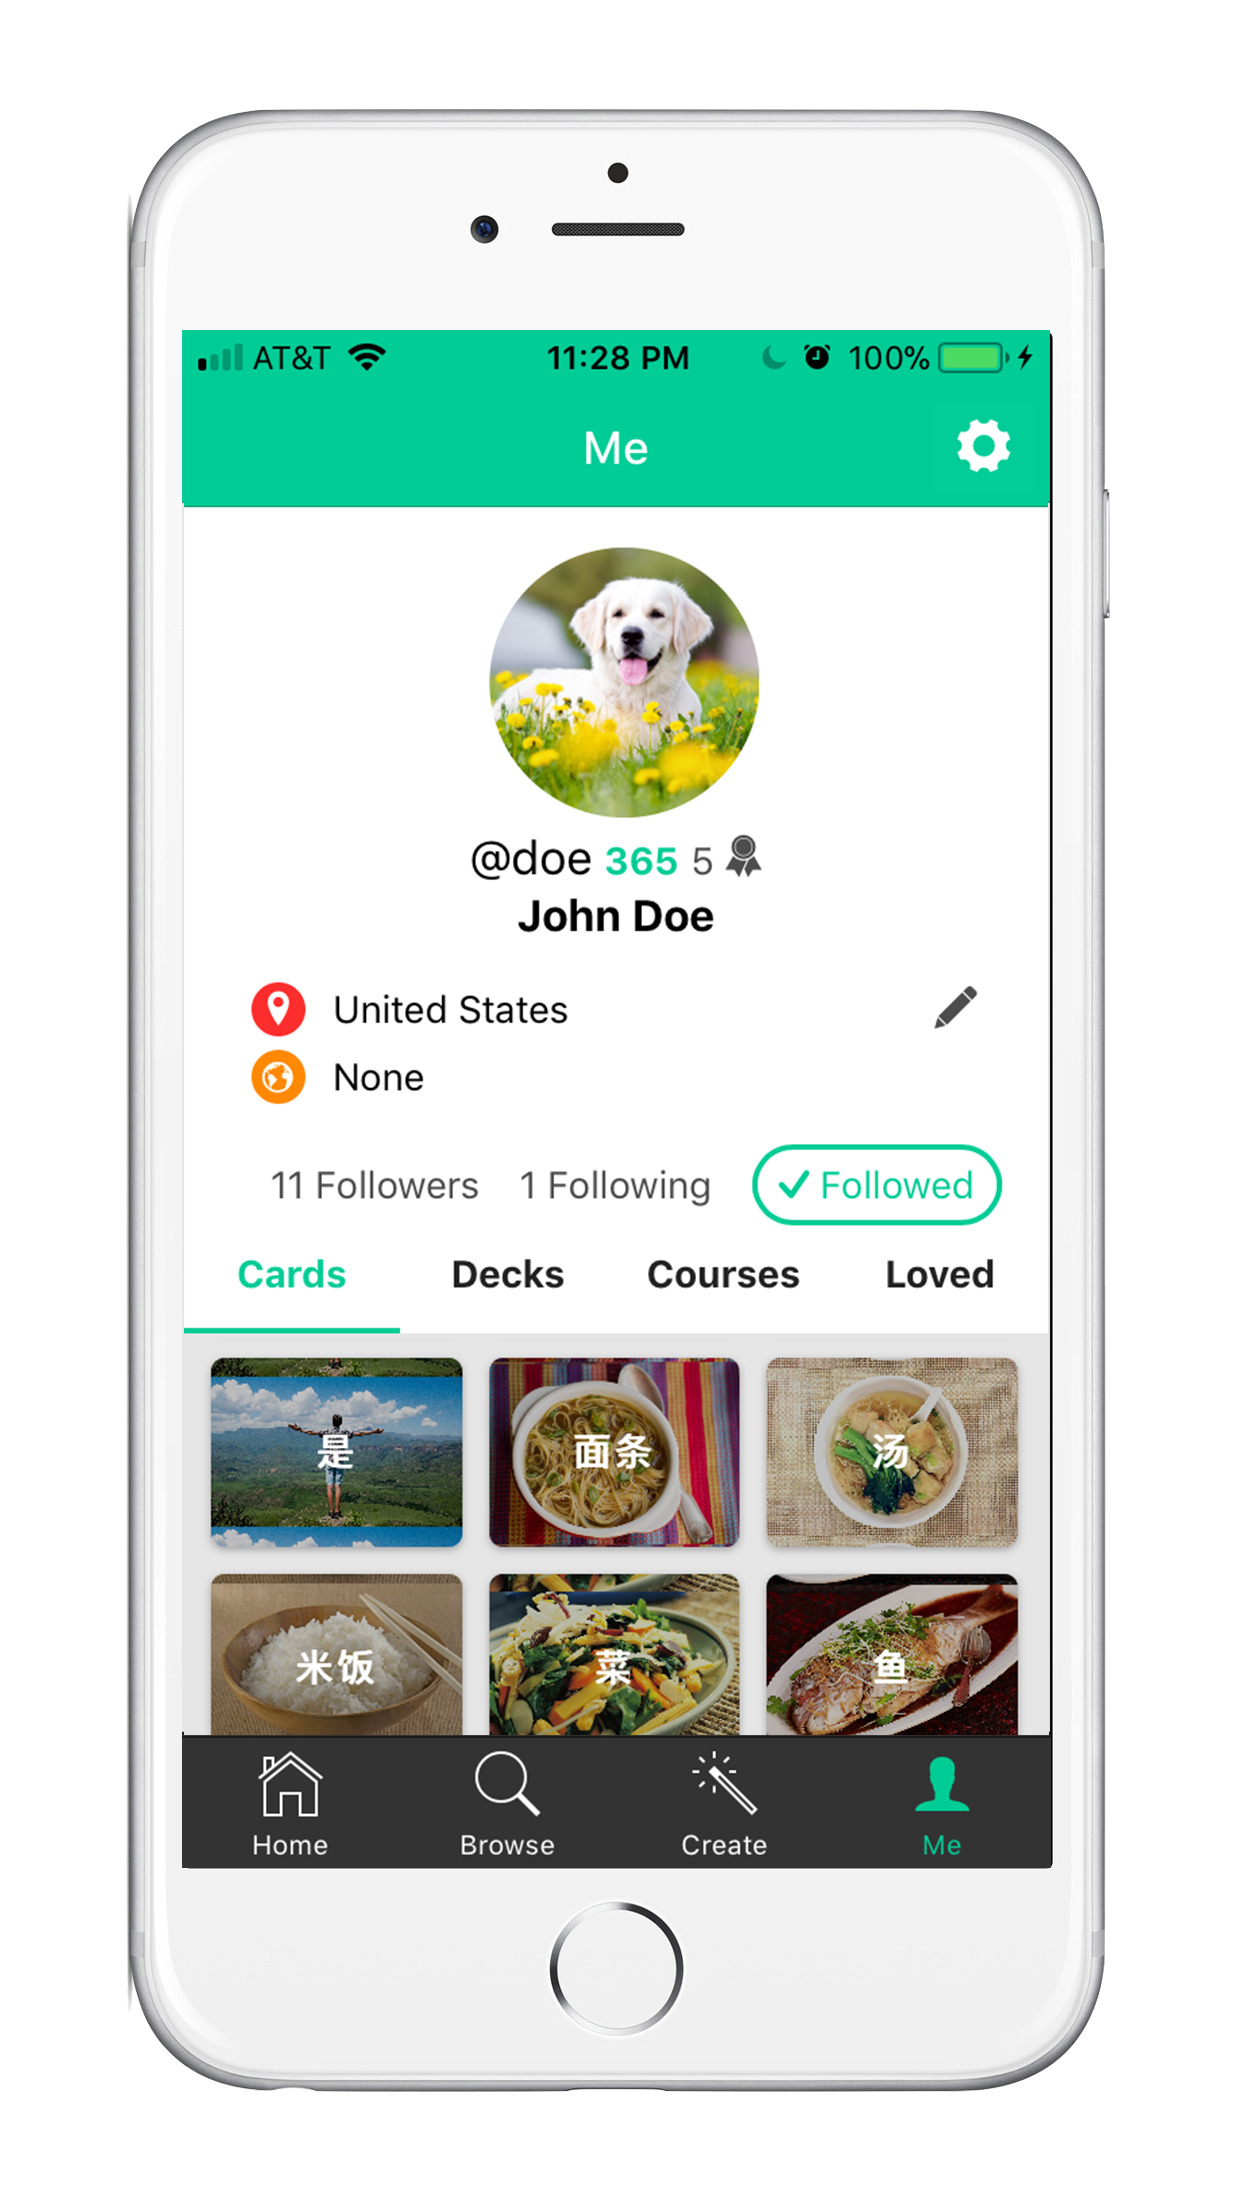 AT&T 11:28 PM 100%
Me
@doe 365 5
John Doe
United States
None
11 Followers 1 Following Followed
Cards Decks Courses Loved
是 面条 汤
米饭 菜 鱼
Home Browse Create Me